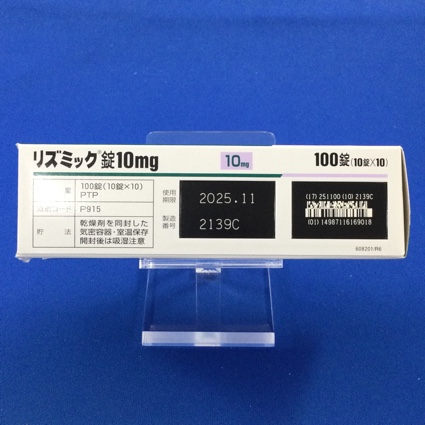 リズミック®錠10mg
10mg
100錠(10錠×10)
量 100錠(10錠×10)
PTP
P915
貯法 乾燥剤を同封した
気密容器・室温保存
開封後は吸湿注意
使用
期限 2025.11
製造
番号 2139C
(17) 251100 (10) 2139C
(01) 14987116169018
608201/R6